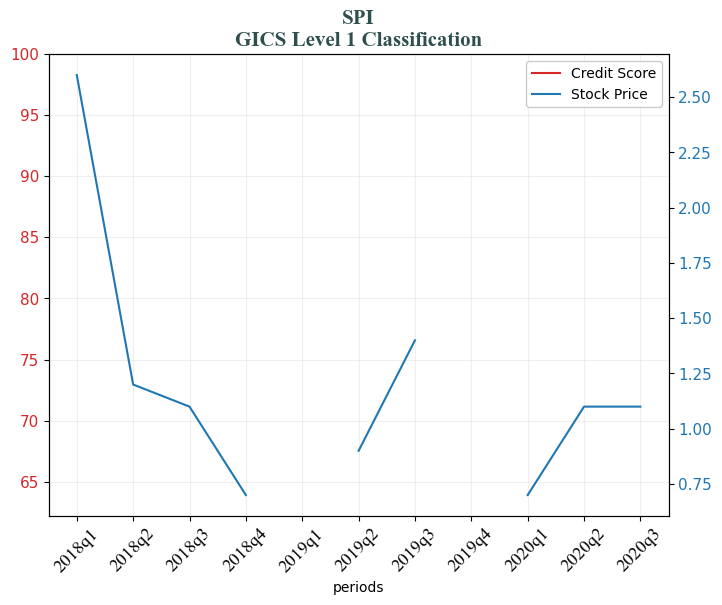 SPI
GICS Level 1 Classification
Credit Score
Stock Price
100
95
90
85
80
75
70
65
2.50
2.25
2.00
1.75
1.50
1.25
1.00
0.75
2018q1
2018q2
2018q3
2018q4
2019q1
2019q2
2019q3
2019q4
2020q1
2020q2
2020q3
periods